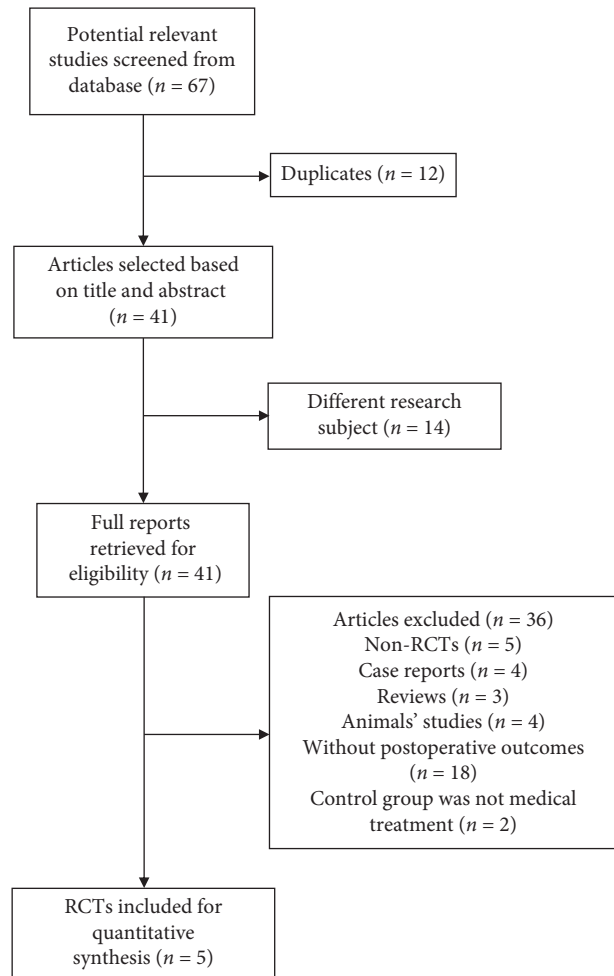 Potential relevant
studies screened from
database (n = 67)
Duplicates (n = 12)
Articles selected based
on title and abstract
(n = 41)
Different research
subject (n = 14)
Full reports
retrieved for
eligibility (n = 41)
Articles excluded (n = 36)
Non-RCTs (n = 5)
Case reports (n = 4)
Reviews (n = 3)
Animals’ studies (n = 4)
Without postoperative outcomes
(n = 18)
Control group was not medical
treatment (n = 2)
RCTs included for
quantitative
synthesis (n = 5)